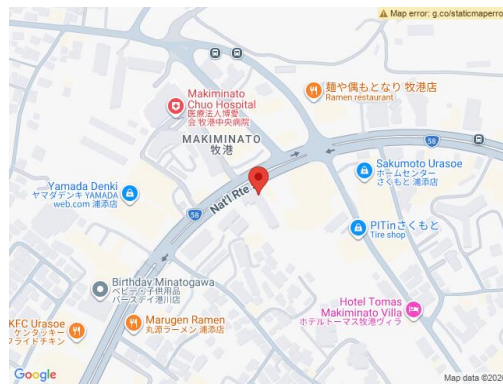 Map error: g.co/staticmaperro
麺や偶もとなり 牧港店
Ramen restaurant
Makiminato
Chuo Hospital
医療法人博愛
会 牧港中央病院
MAKIMINATO
牧港
58
58
Sakumoto Urasoe
ホームセンター
さくもと 浦添店
Yamada Denki
ヤマダデンキ YAMADA
web.com 浦添店
Nat'l Rte
58
PITinさくもと
Tire shop
Birthday Minatogawa
ベビー・子供用品
バースデイ港川店
Hotel Tomas
Makiminato Villa
ホテルトーマス牧港ヴィラ
KFC Urasoe
ケンタッキー
フライドチキン
Marugen Ramen
丸源ラーメン 浦添店
Google
Map data ©202